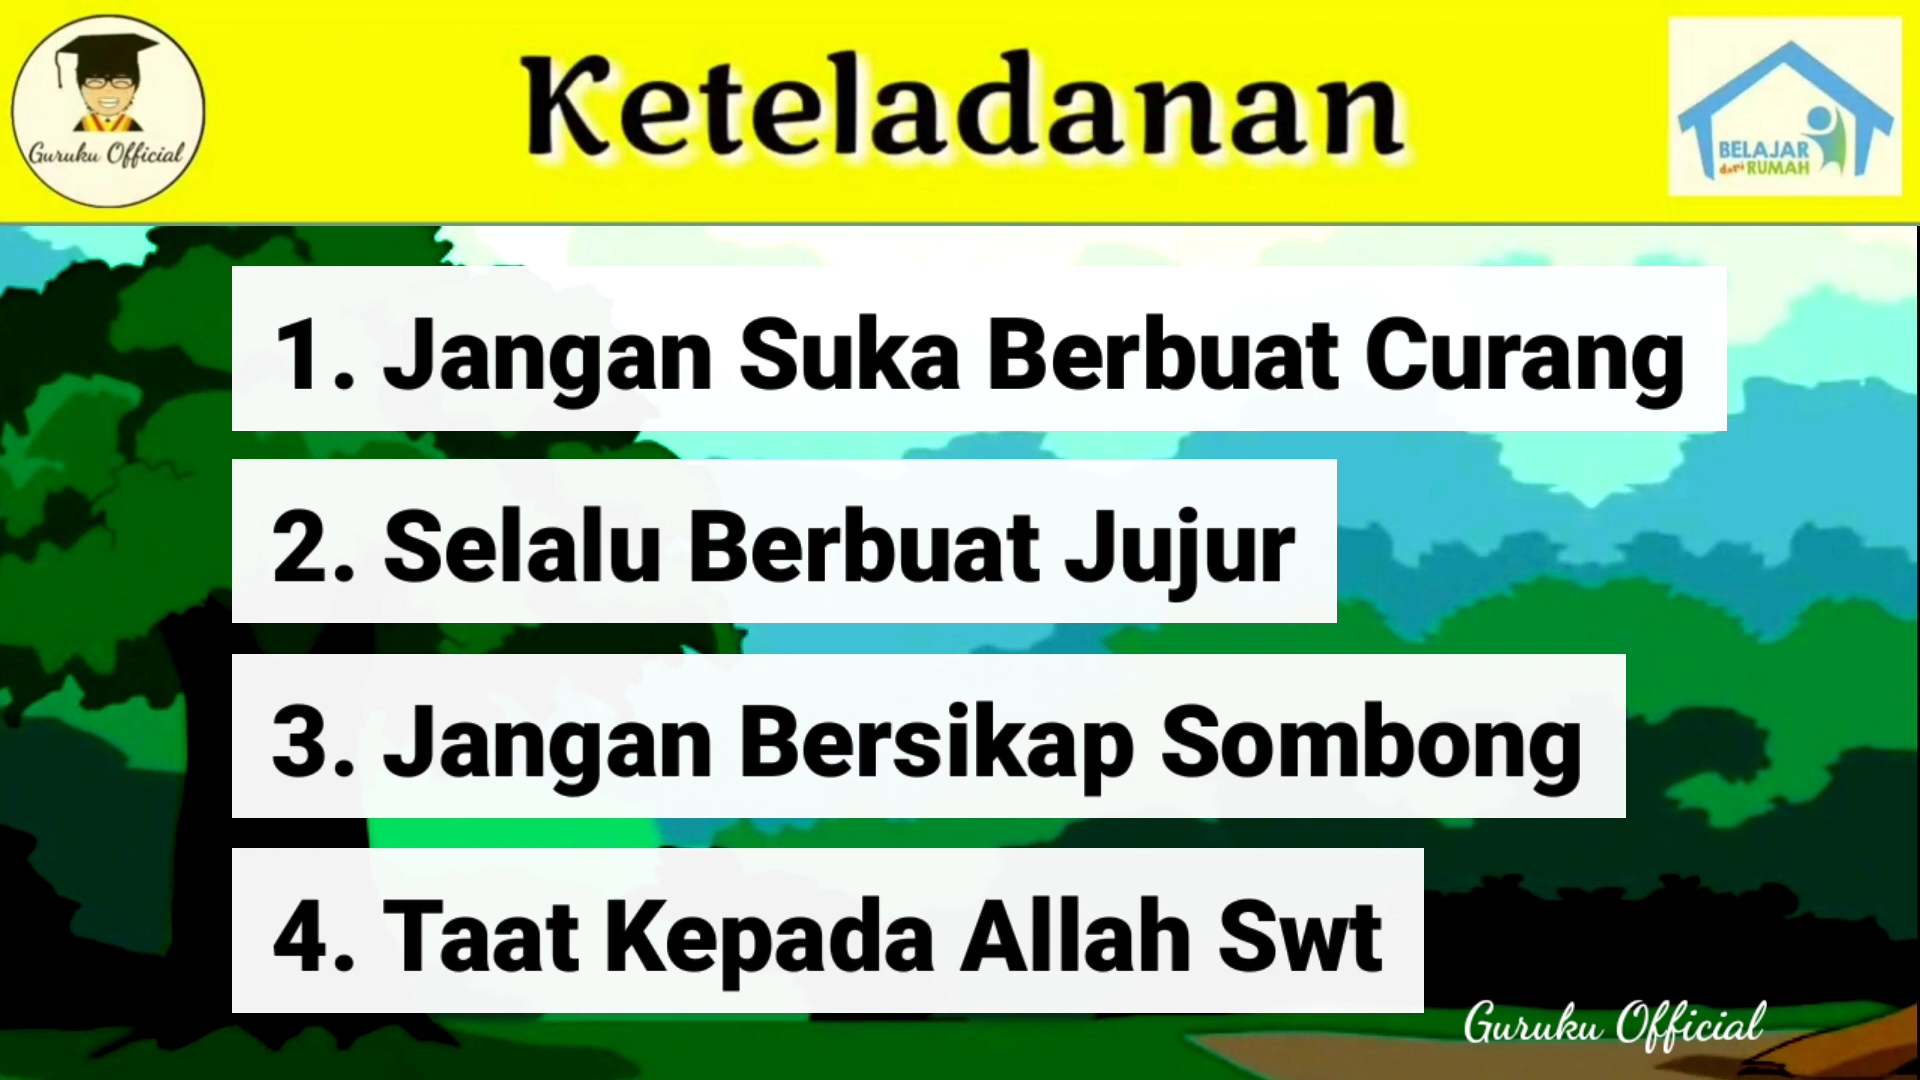 Guruku Official
Keteladanan
BELAJAR
dari RUMAH
1. Jangan Suka Berbuat Curang
2. Selalu Berbuat Jujur
3. Jangan Bersikap Sombong
4. Taat Kepada Allah Swt
Guruku Official